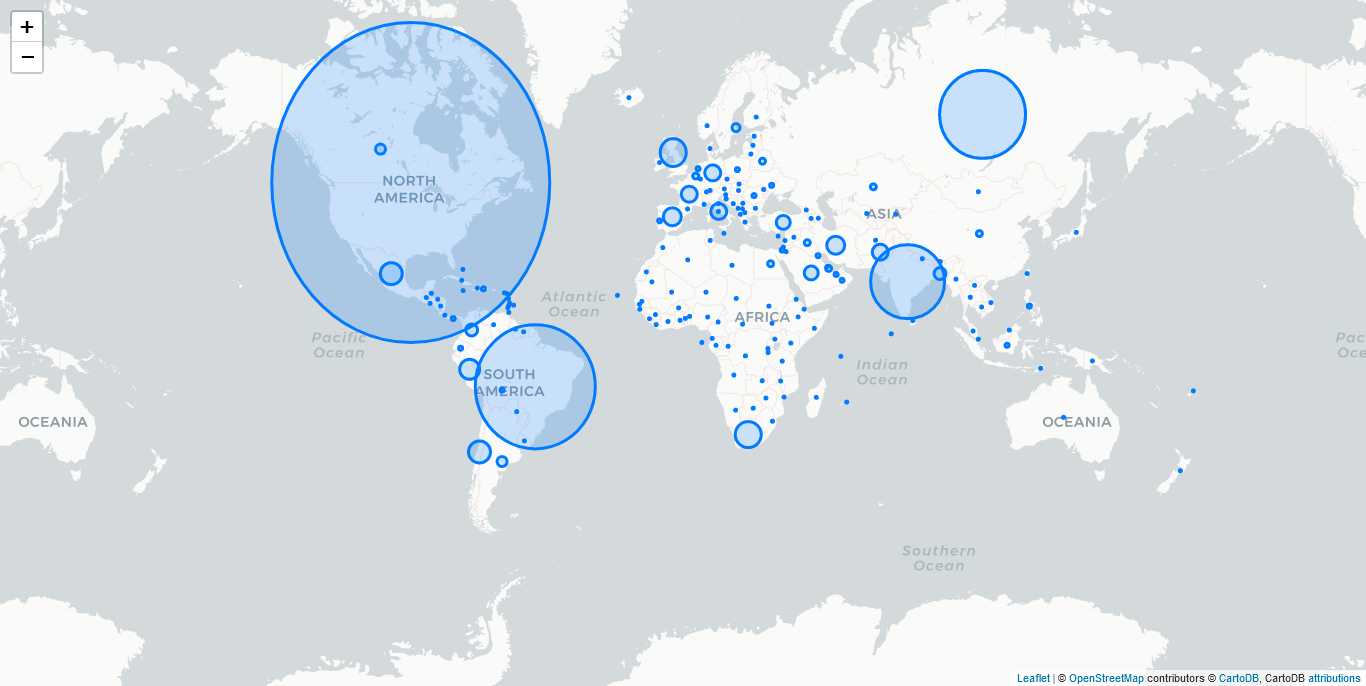 +
−
NORTH
AMERICA
Atlantic
Ocean
Pacific
Ocean
SOUTH
AMERICA
AFRICA
ASIA
Indian
Ocean
OCEANIA
OCEANIA
Pac
Oce
Southern
Ocean
Leaflet | © OpenStreetMap contributors © CartoDB, CartoDB attributions